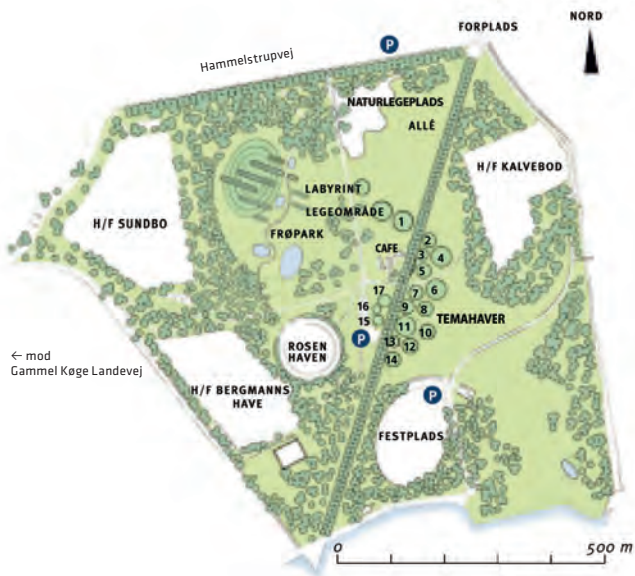 FORPLADS
NORD
P
Hammelstrupvej
NATURLEGEPLADS
ALLÉ
H/F KALVEBOD
LABYRINT
LEGEOMRÅDE
1
H/F SUNDBO
FRØPARK
CAFE
2
3
4
5
17
7
6
16
9
8
TEMAHAVER
15
11
10
P
13
12
14
ROSEN
HAVEN
← mod
Gammel Køge Landevej
H/F BERGMANNS
HAVE
P
FESTPLADS
0
500 m